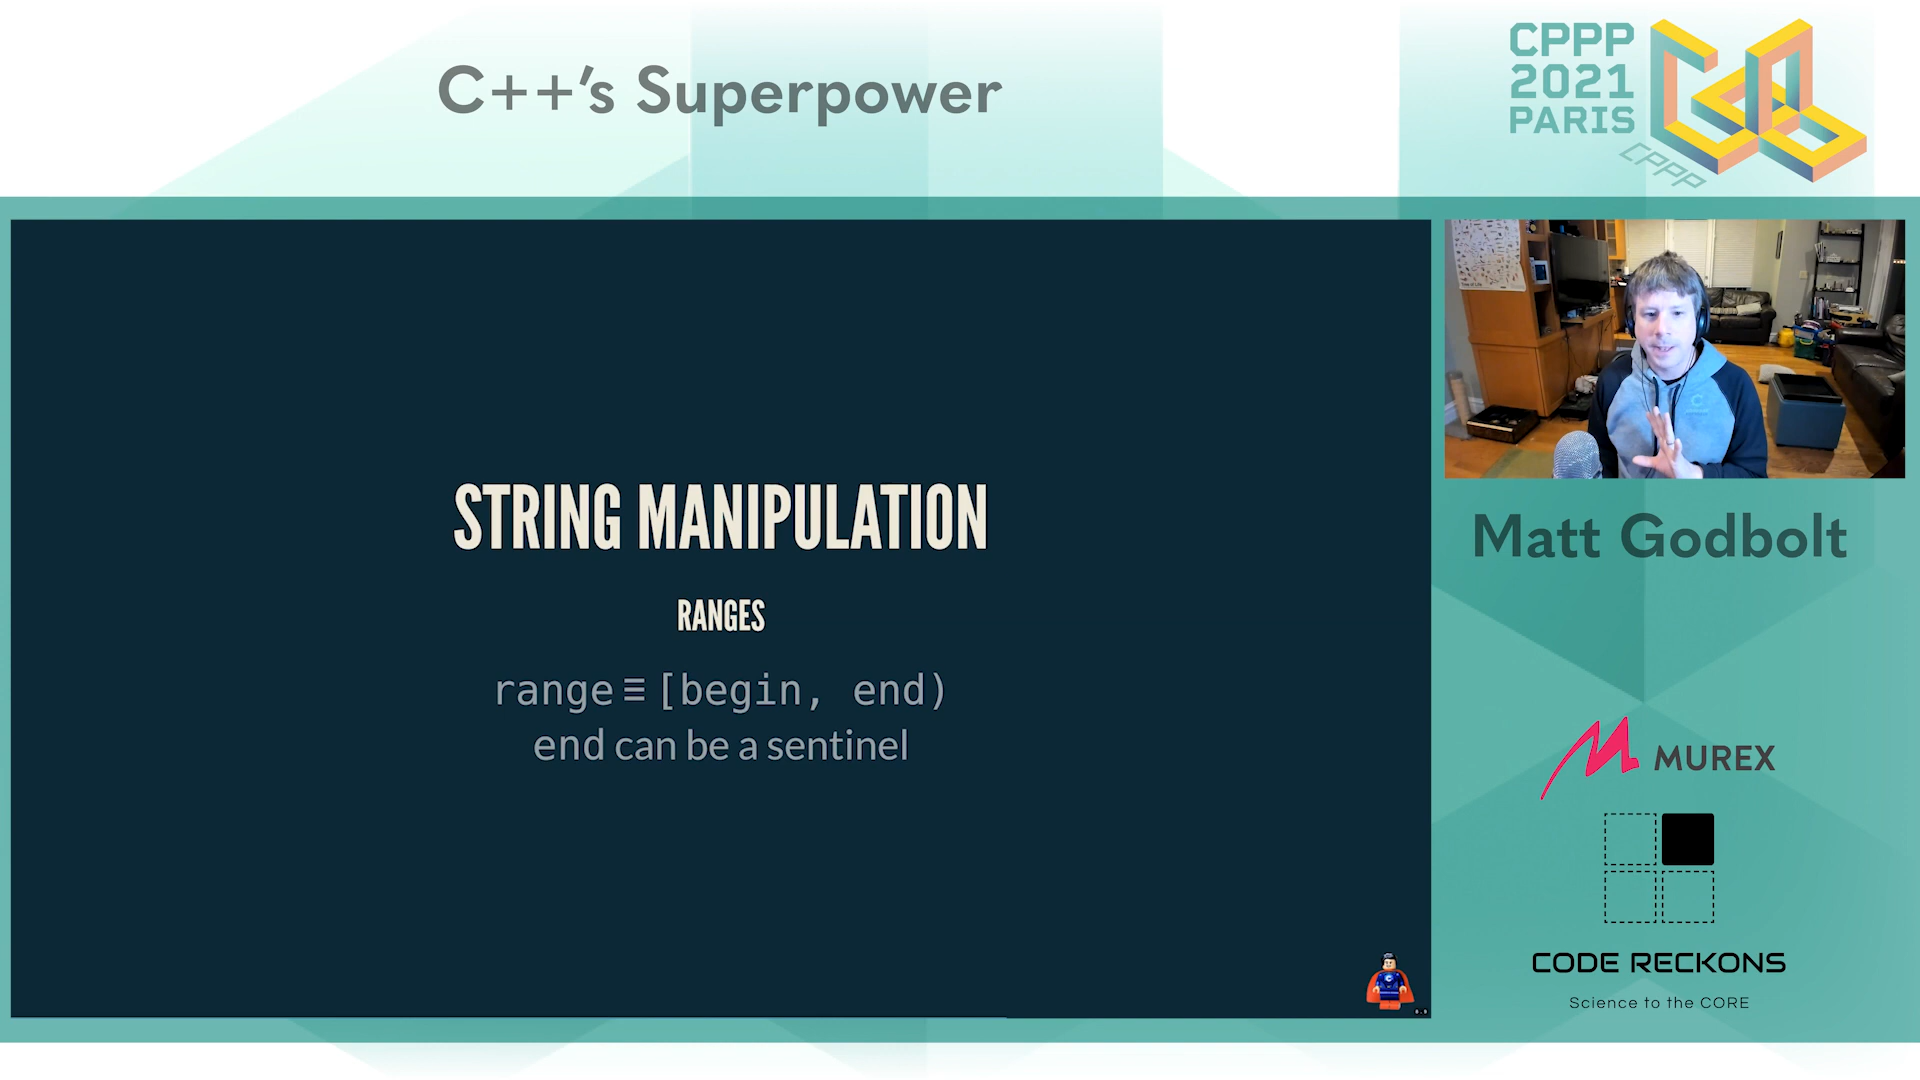 C++’s Superpower
CPPP
2021
PARIS
CPPP
STRING MANIPULATION
RANGES
range≡[begin, end)
end can be a sentinel
Matt Godbolt
MUREX
CODE RECKONS
Science to the CORE